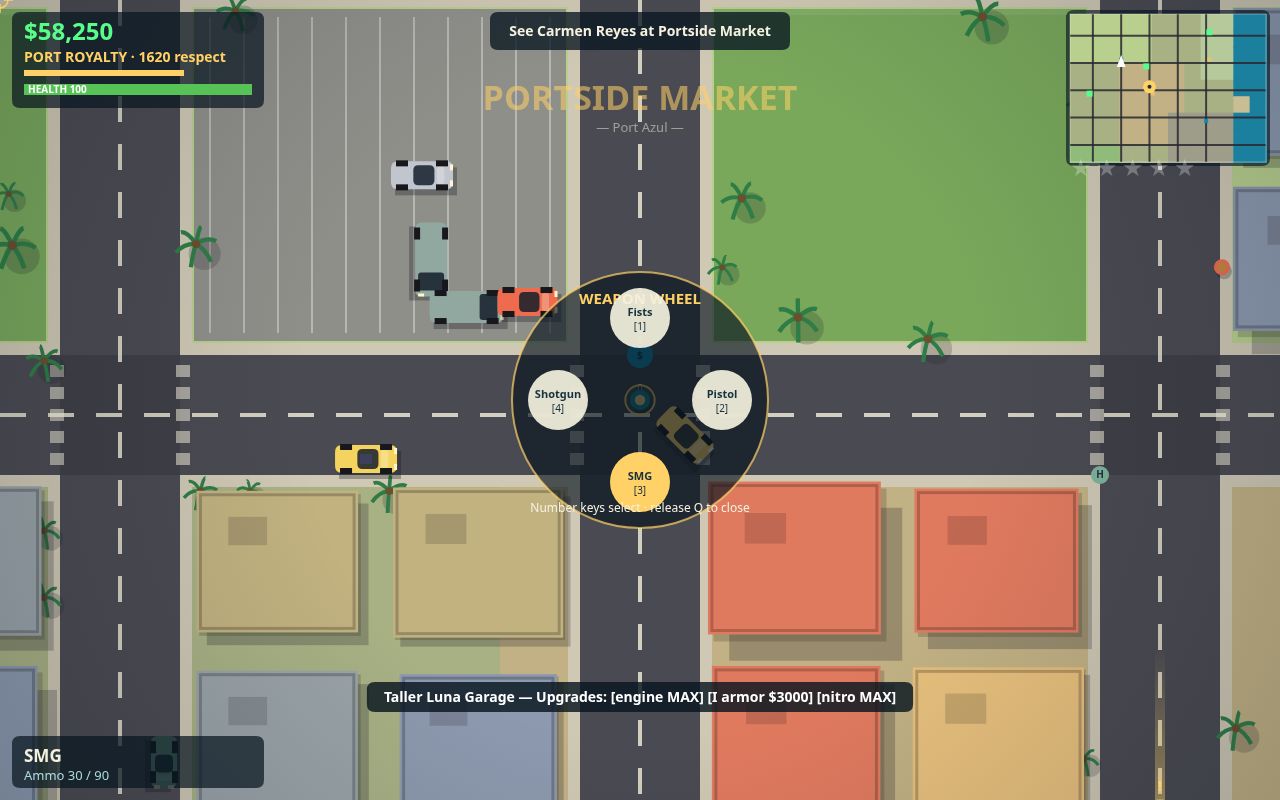 $58,250
PORT ROYALTY · 1620 respect
HEALTH 100
See Carmen Reyes at Portside Market
PORTSIDE MARKET
— Port Azul —
WEAPON WHEEL
Fists
[1]
$
Shotgun
[4]
Pistol
[2]
SMG
[3]
Number keys select · release Q to close
H
Taller Luna Garage — Upgrades: [engine MAX] [I armor $3000] [nitro MAX]
SMG
Ammo 30 / 90